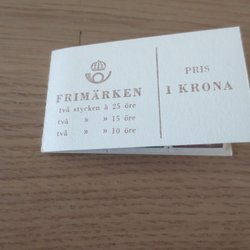 FRIMÄRKEN
två stycken à 25 öre
två » » 15 öre
två » » 10 öre
PRIS
1 KRONA